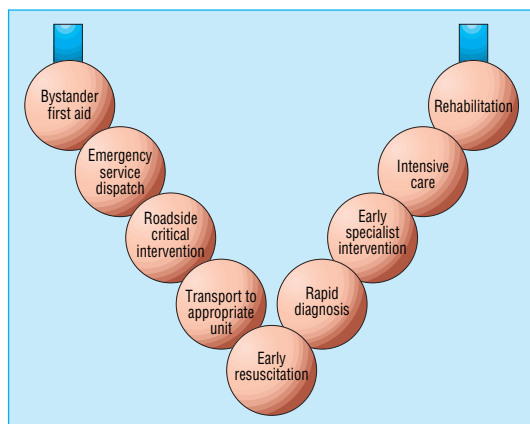 Bystander
first aid
Emergency
service
dispatch
Roadside
critical
intervention
Transport to
appropriate
unit
Early
resuscitation
Rapid
diagnosis
Early
specialist
intervention
Intensive
care
Rehabilitation